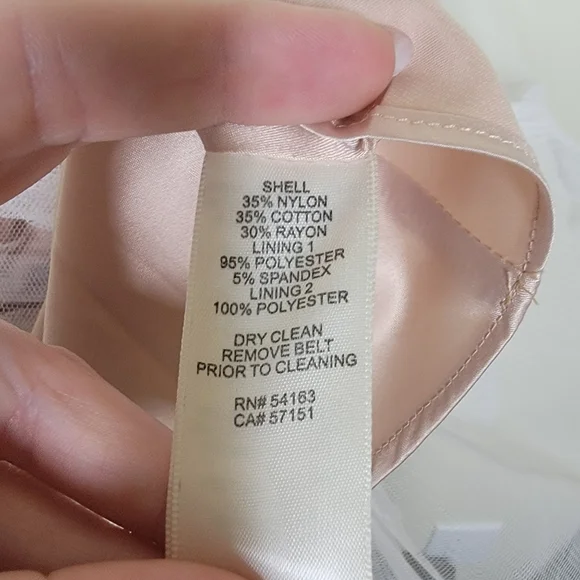 SHELL
35% NYLON
35% COTTON
30% RAYON
LINING 1
95% POLYESTER
5% SPANDEX
LINING 2
100% POLYESTER
DRY CLEAN
REMOVE BELT
PRIOR TO CLEANING
RN# 54163
CA# 57151